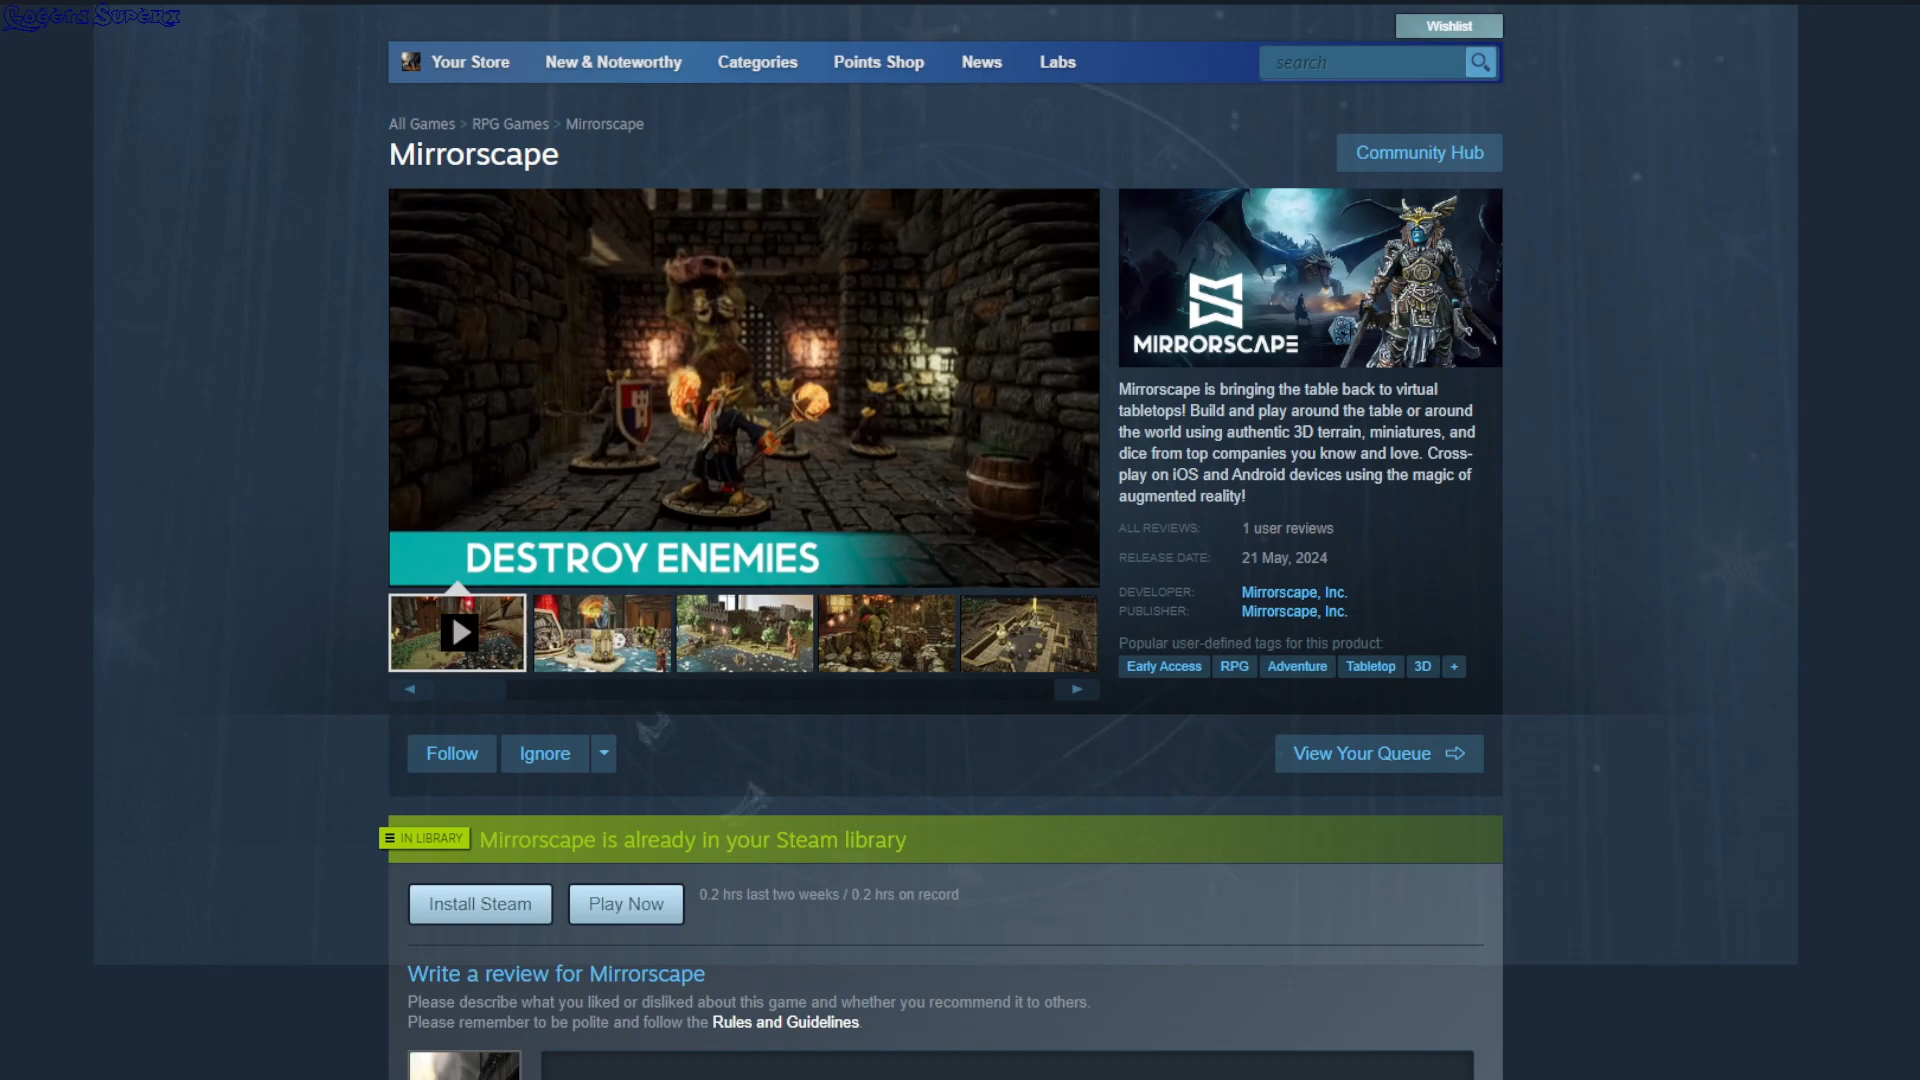 Rogera Superx
Wishlist
Your Store New & Noteworthy Categories Points Shop News Labs search
All Games > RPG Games > Mirrorscape
Mirrorscape
Community Hub
MIRRORSCAPE
DESTROY ENEMIES
Mirrorscape is bringing the table back to virtual
tabletops! Build and play around the table or around
the world using authentic 3D terrain, miniatures, and
dice from top companies you know and love. Cross-
play on iOS and Android devices using the magic of
augmented reality!
ALL REVIEWS: 1 user reviews
RELEASE DATE: 21 May, 2024
DEVELOPER: Mirrorscape, Inc.
PUBLISHER: Mirrorscape, Inc.
Popular user-defined tags for this product:
Early Access RPG Adventure Tabletop 3D +
Follow Ignore View Your Queue
IN LIBRARY Mirrorscape is already in your Steam library
Install Steam Play Now 0.2 hrs last two weeks / 0.2 hrs on record
Write a review for Mirrorscape
Please describe what you liked or disliked about this game and whether you recommend it to others.
Please remember to be polite and follow the Rules and Guidelines.